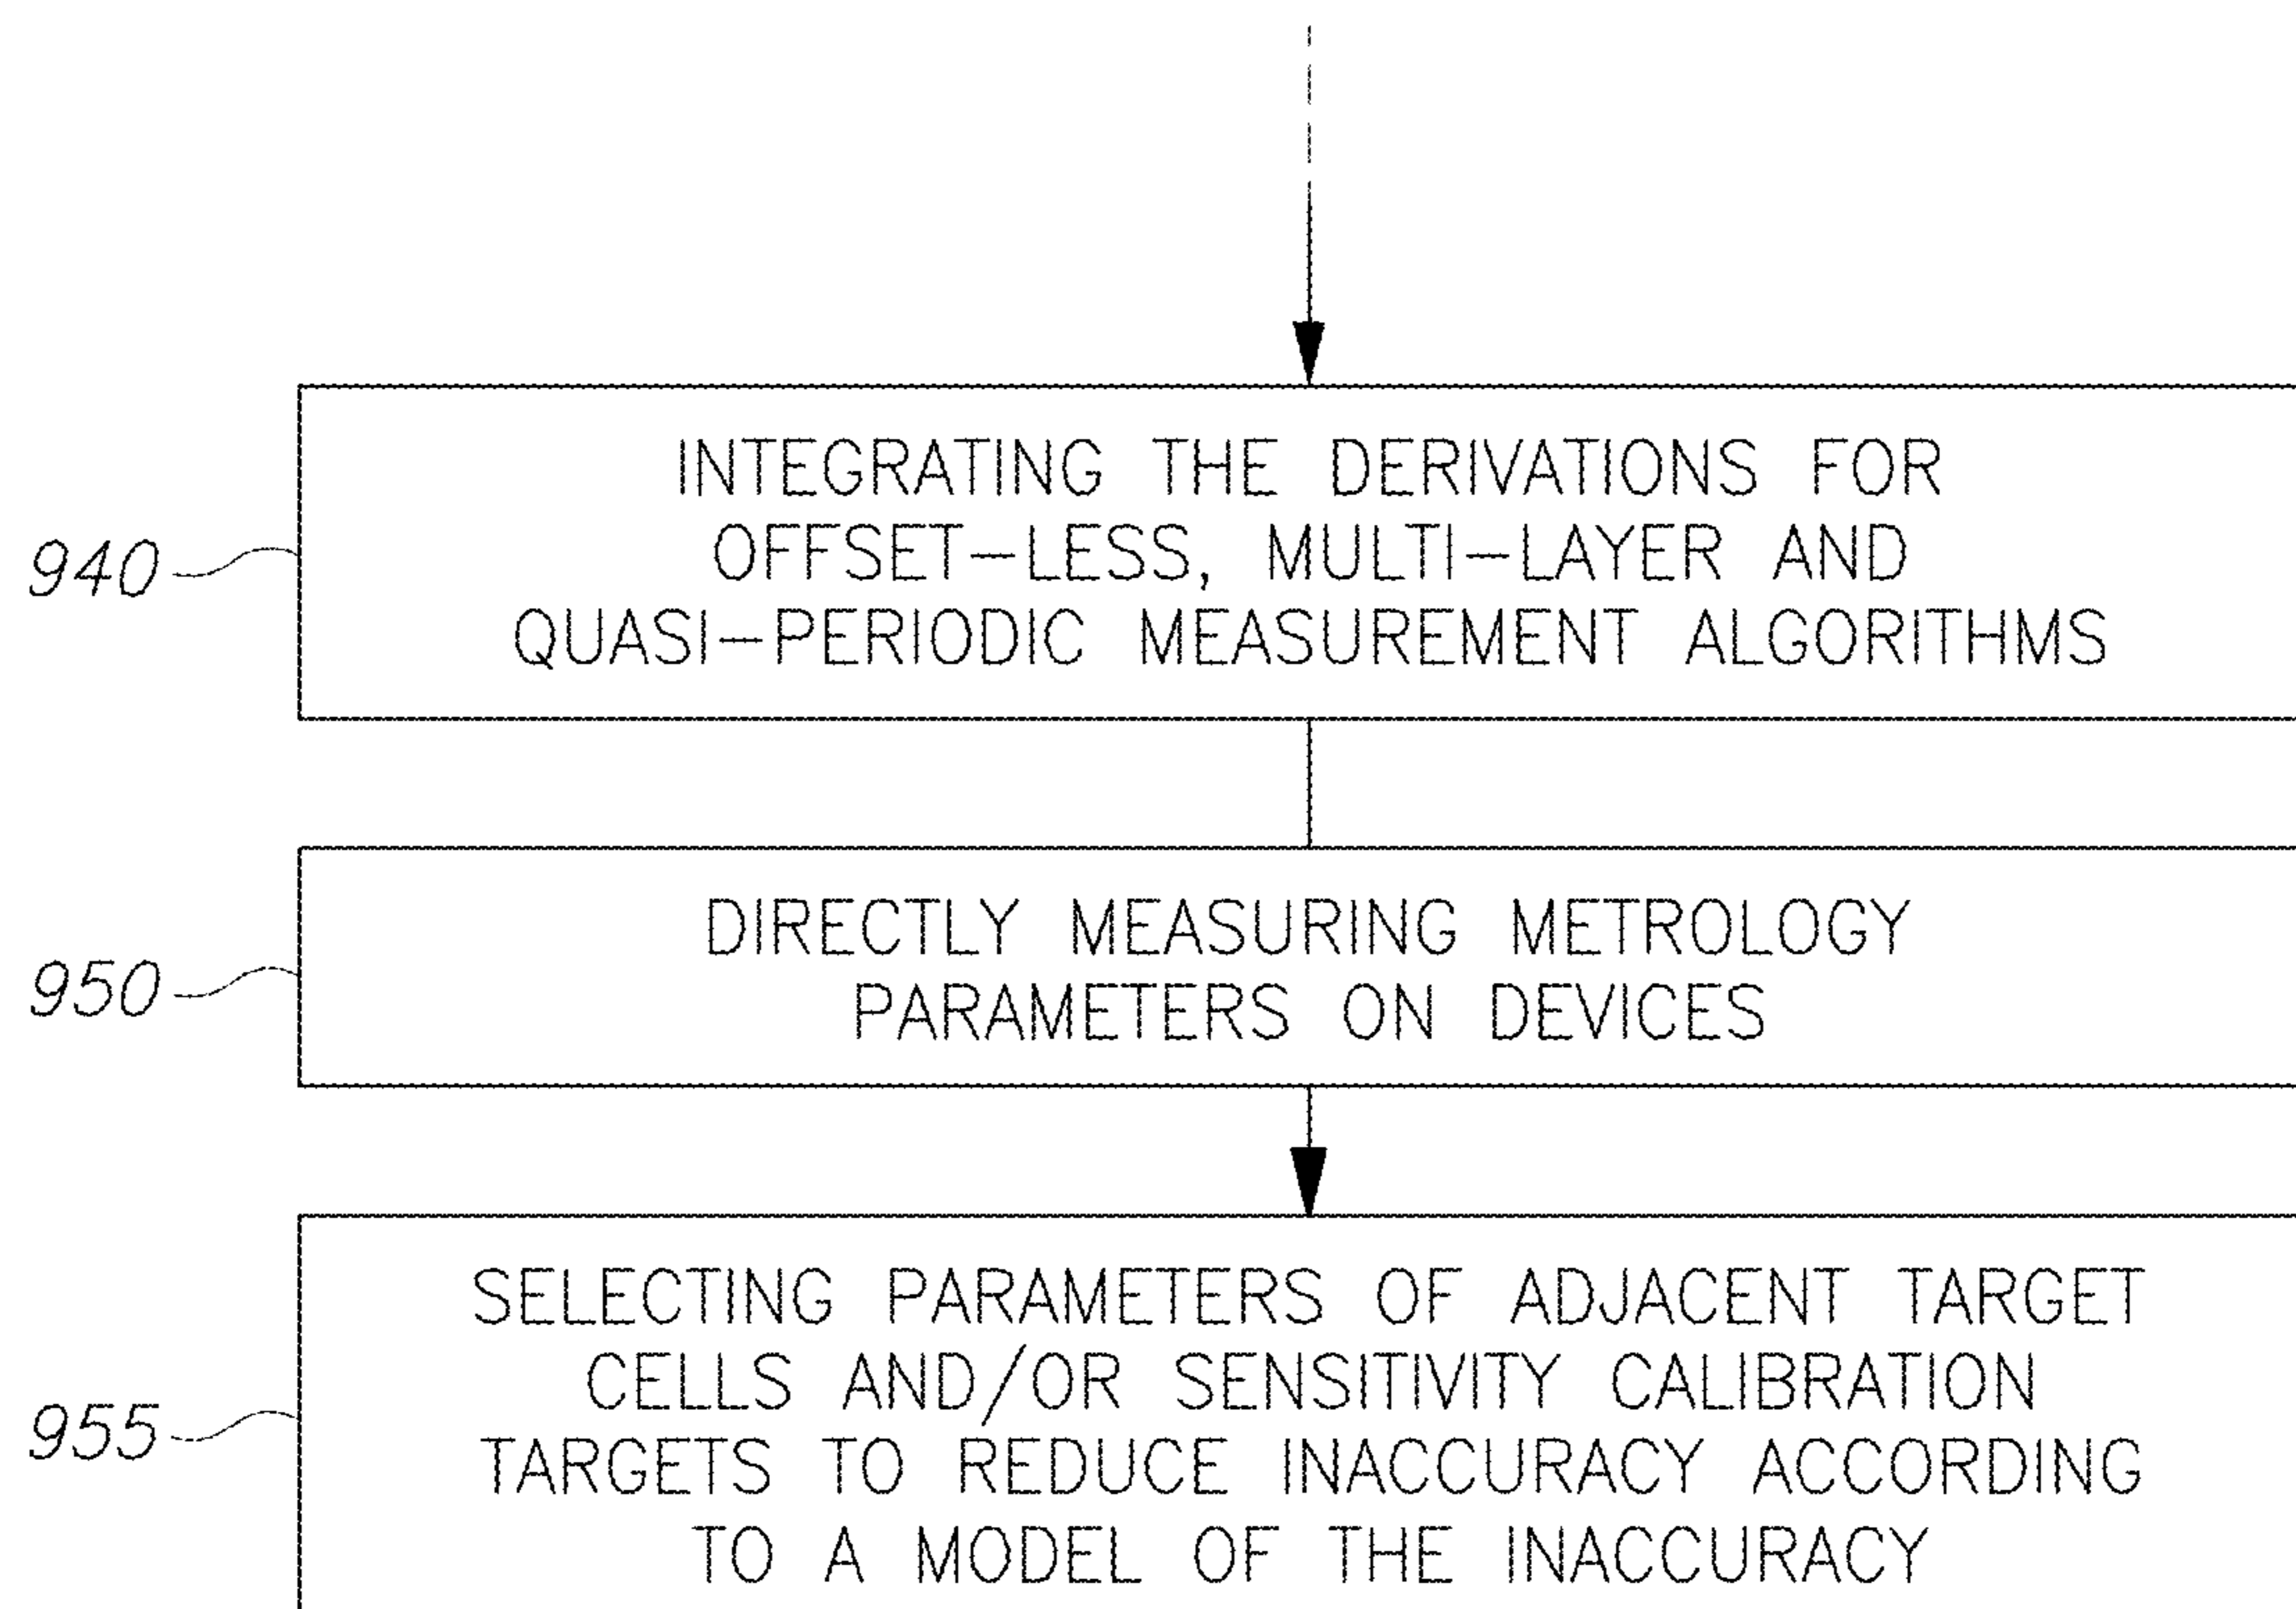 INTEGRATING THE DERIVATIONS FOR
OFFSET-LESS, MULTI-LAYER AND
QUASI-PERIODIC MEASUREMENT ALGORITHMS
940
DIRECTLY MEASURING METROLOGY
PARAMETERS ON DEVICES
950
SELECTING PARAMETERS OF ADJACENT TARGET
CELLS AND/OR SENSITIVITY CALIBRATION
TARGETS TO REDUCE INACCURACY ACCORDING
TO A MODEL OF THE INACCURACY
955